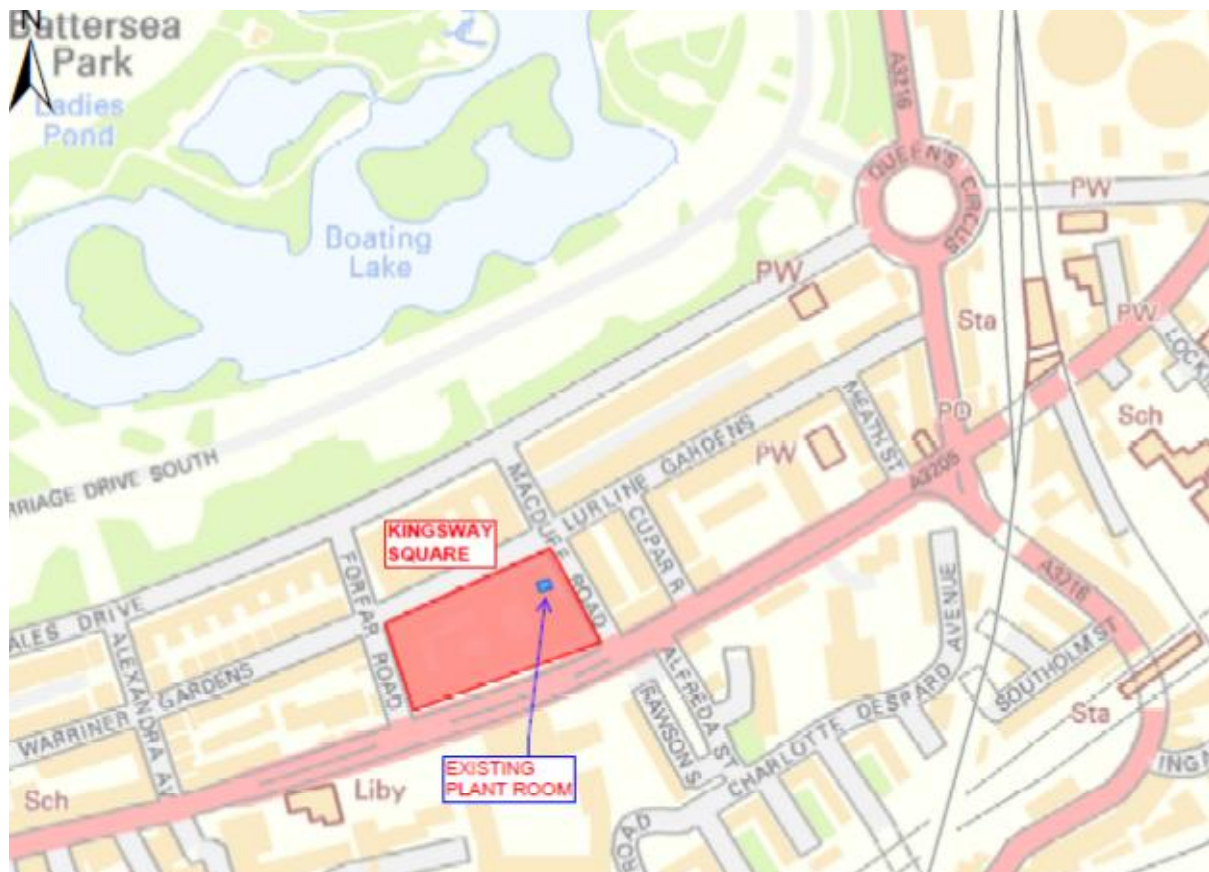 N
Battersea
Park
Ladies
Pond
A3216
QUEEN'S CIRCUS
PW
Boating
Lake
PW
Sta
PW
Sch
MEATH ST
PD
A3205
PW
RRIAGE DRIVE SOUTH
MACDUFF ROAD
LURLINE GARDENS
CUPAR R
KINGSWAY
SQUARE
FORFAR ROAD
ALES DRIVE
ALEXANDRA AV
WARRINER GARDENS
A3216
CHARLOTTE DESPARD AVENUE
SOUTHOLM ST
ALFREDA ST
RAWSON S
Sta
EXISTING
PLANT ROOM
Sch
Liby
ROAD